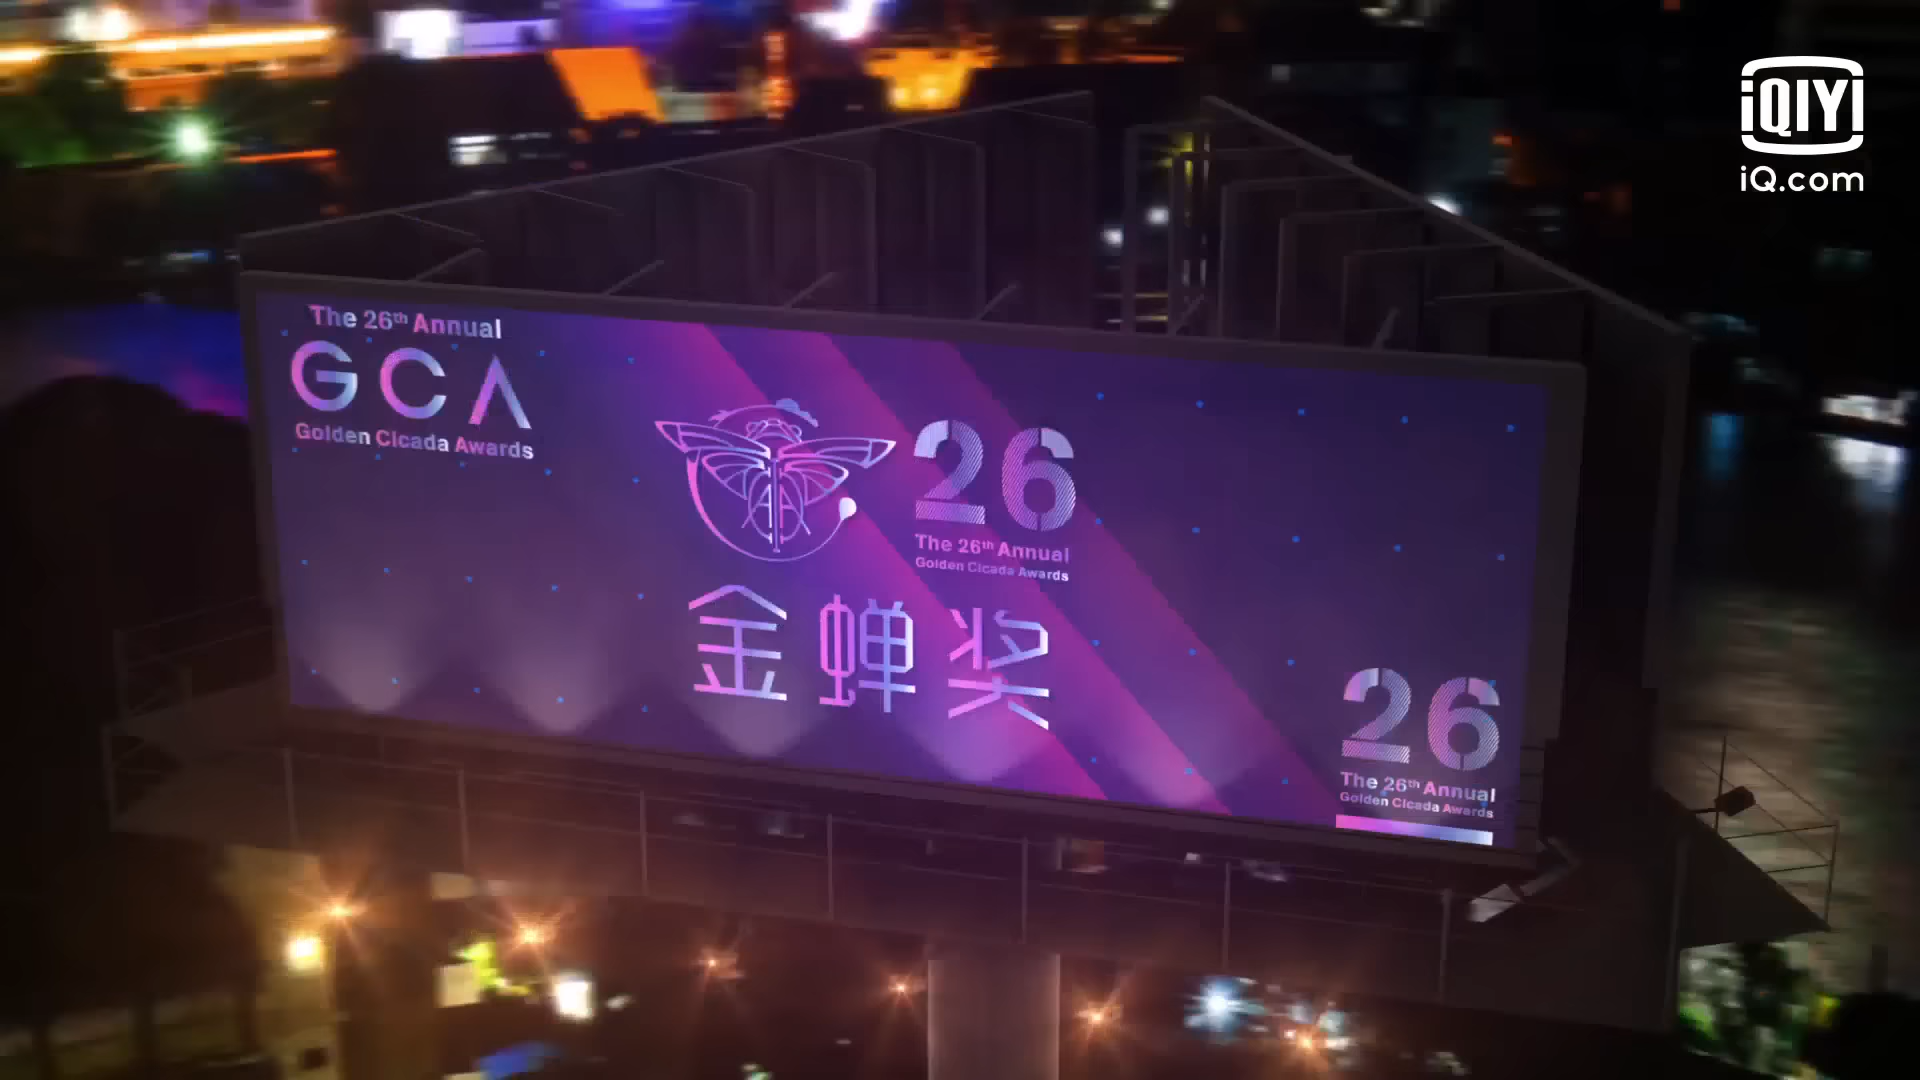 The 26th Annual
GCA
Golden Cicada Awards
26
The 26th Annual
Golden Cicada Awards
金蝉奖
26
The 26th Annual
Golden Cicada Awards
iQIYI
iQ.com